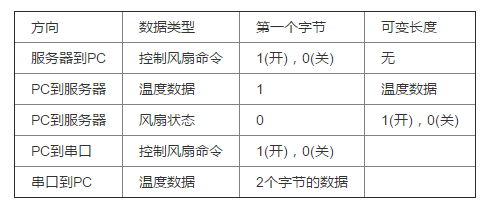 方向 数据类型 第一个字节 可变长度
服务器到PC 控制风扇命令 1(开)，0(关) 无
PC到服务器 温度数据 1 温度数据
PC到服务器 风扇状态 0 1(开)，0(关)
PC到串口 控制风扇命令 1(开)，0(关)
串口到PC 温度数据 2个字节的数据